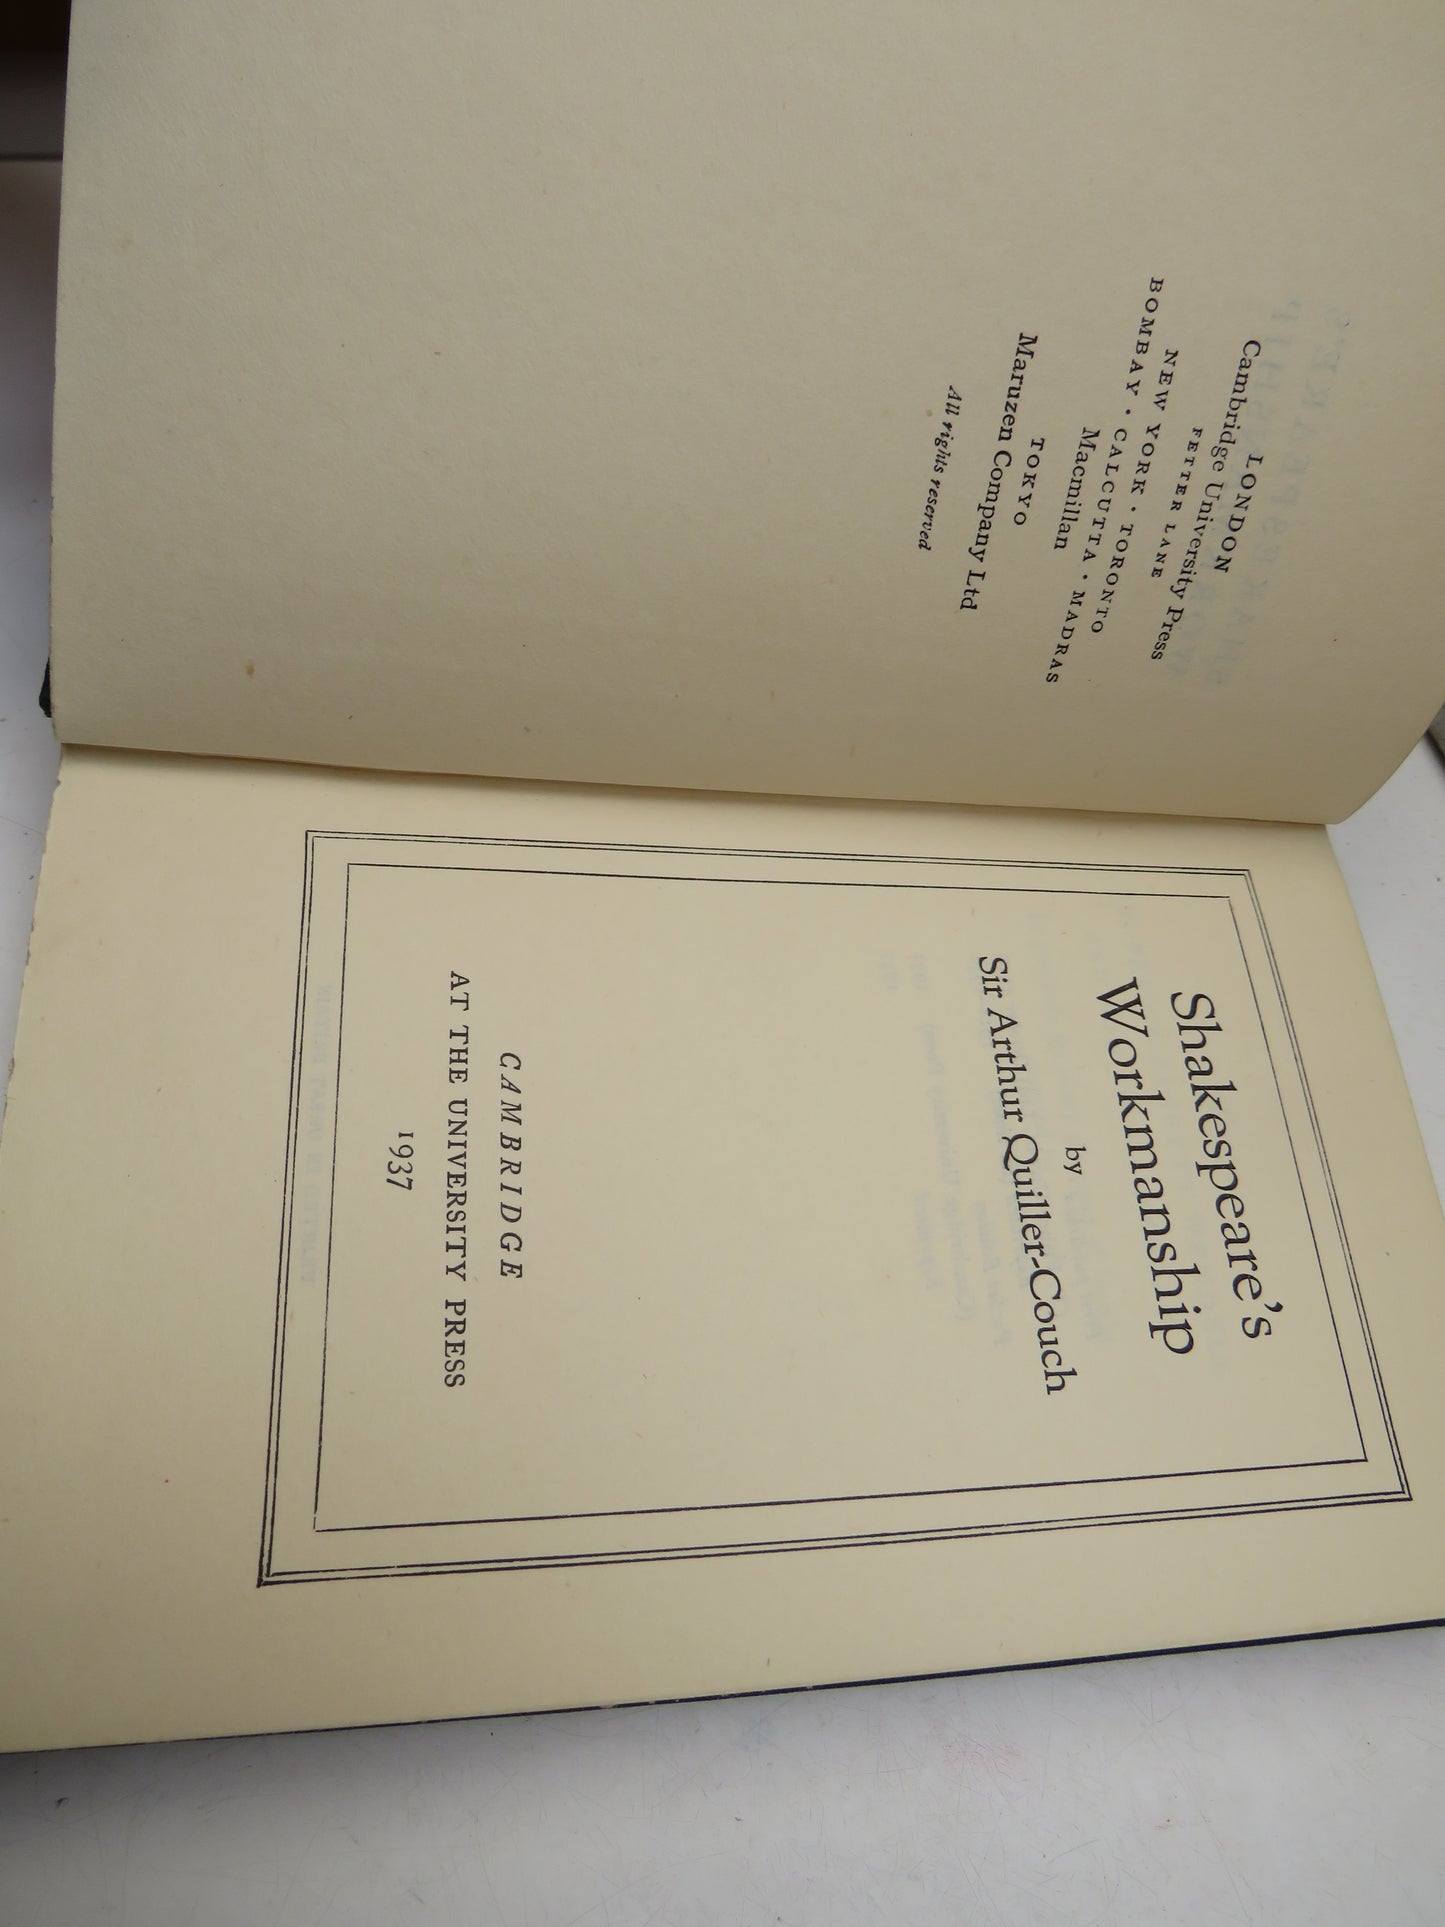 LONDON
Cambridge University Press
FETTER LANE
NEW YORK · TORONTO
BOMBAY · CALCUTTA · MADRAS
Macmillan
TOKYO
Maruzen Company Ltd
All rights reserved
Shakespeare's
Workmanship
by
Sir Arthur Quiller-Couch
CAMBRIDGE
AT THE UNIVERSITY PRESS
1937